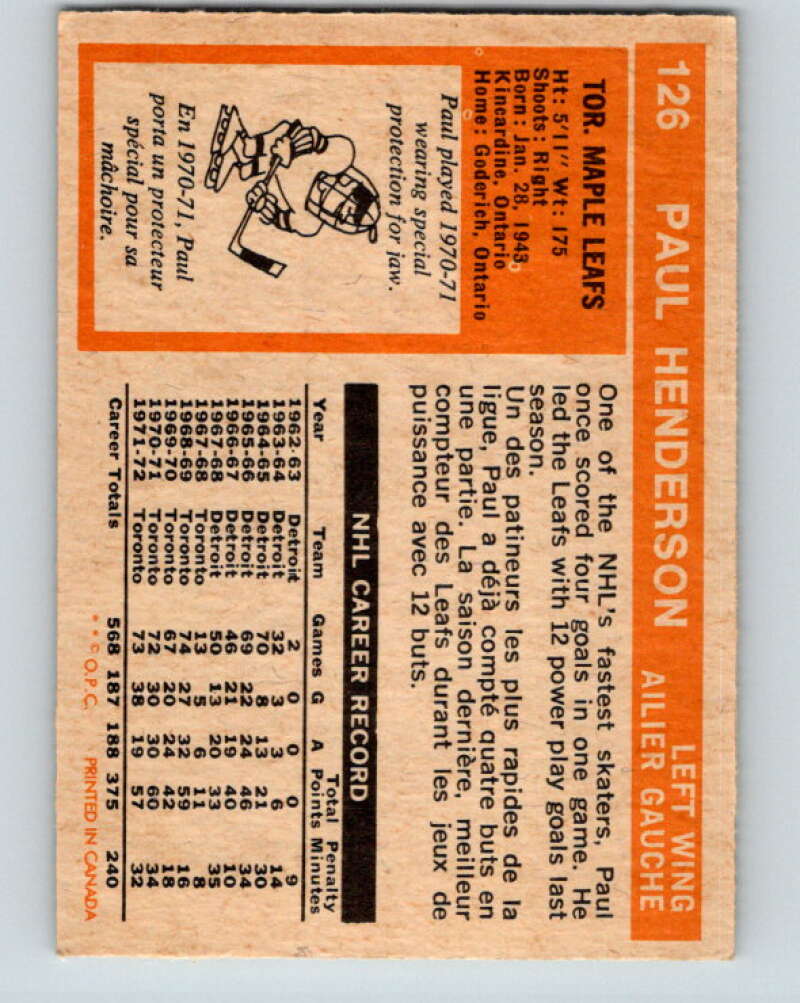 126 PAUL HENDERSON
LEFT WING
AILIER GAUCHE
TOR. MAPLE LEAFS
Ht: 5'11" Wt: 175
Shoots: Right
Born: Jan. 28, 1943
Kincardine, Ontario
Home: Goderich, Ontario
Paul played 1970-71
wearing special
protection for jaw.
En 1970-71, Paul
porta un protecteur
spécial pour sa
mâchoire.
One of the NHL's fastest skaters, Paul
once scored four goals in one game. He
led the Leafs with 12 power play goals last
season.
Un des patineurs les plus rapides de la
ligue, Paul a déjà compté quatre buts en
une partie. La saison dernière, meilleur
compteur des Leafs durant les jeux de
puissance avec 12 buts.
NHL CAREER RECORD
Total Penalty
Year Team Games G A Points Minutes
1962-63 Detroit 2 0 0 0 9
1963-64 Detroit 32 3 3 6 14
1964-65 Detroit 70 8 13 21 30
1965-66 Detroit 69 22 24 46 34
1966-67 Detroit 46 21 19 40 10
1967-68 Detroit 50 13 20 33 35
1967-68 Toronto 13 5 6 11 8
1968-69 Toronto 74 27 32 59 16
1969-70 Toronto 67 20 24 42 18
1970-71 Toronto 72 30 30 60 34
1971-72 Toronto 73 38 19 57 32
Career Totals 568 187 188 375 240
* * © O.P.C. PRINTED IN CANADA